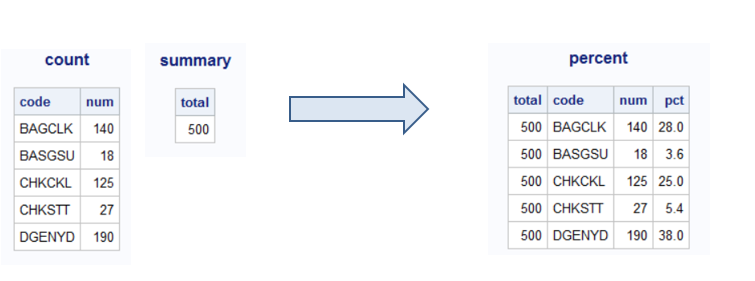 count
code num
BAGCLK 140
BASGSU 18
CHKCKL 125
CHKSTT 27
DGENYD 190
summary
total
500
percent
total code num pct
500 BAGCLK 140 28.0
500 BASGSU 18 3.6
500 CHKCKL 125 25.0
500 CHKSTT 27 5.4
500 DGENYD 190 38.0